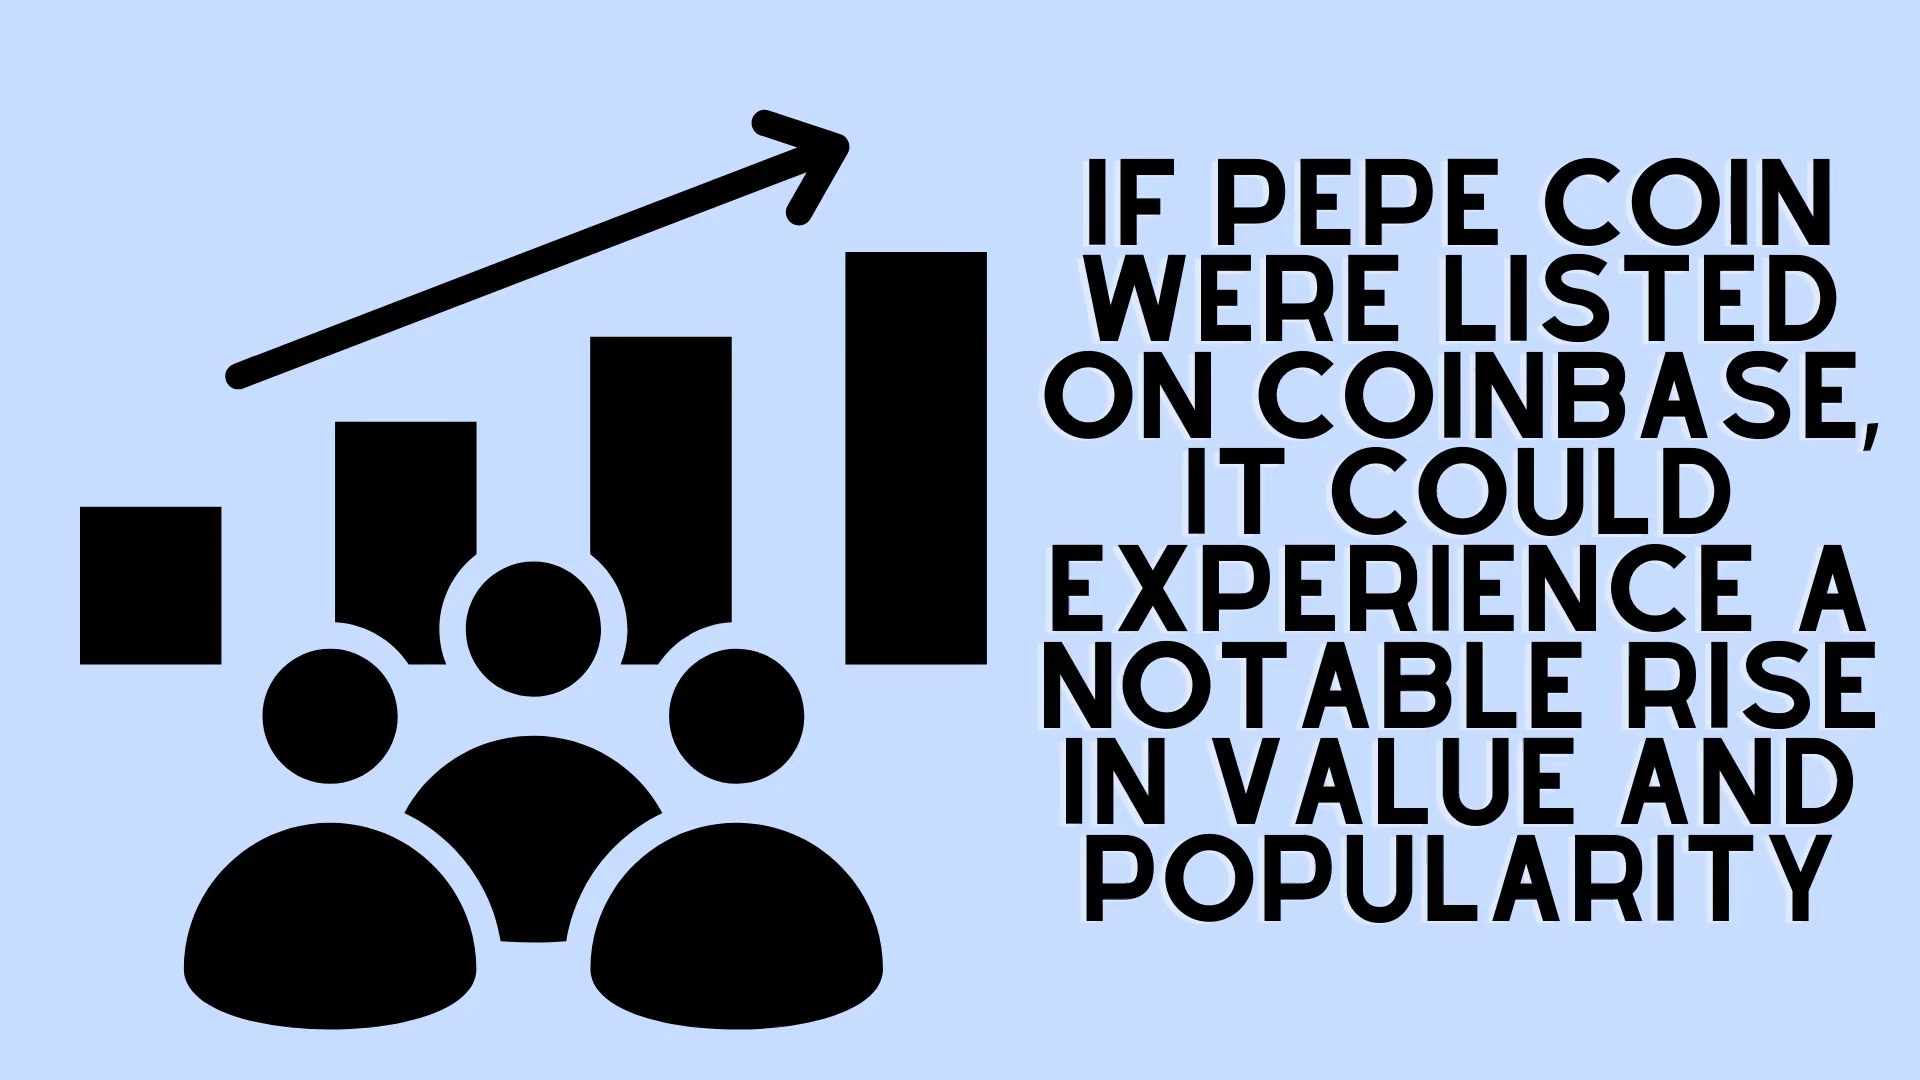 IF PEPE COIN
WERE LISTED
ON COINBASE,
IT COULD
EXPERIENCE A
NOTABLE RISE
IN VALUE AND
POPULARITY